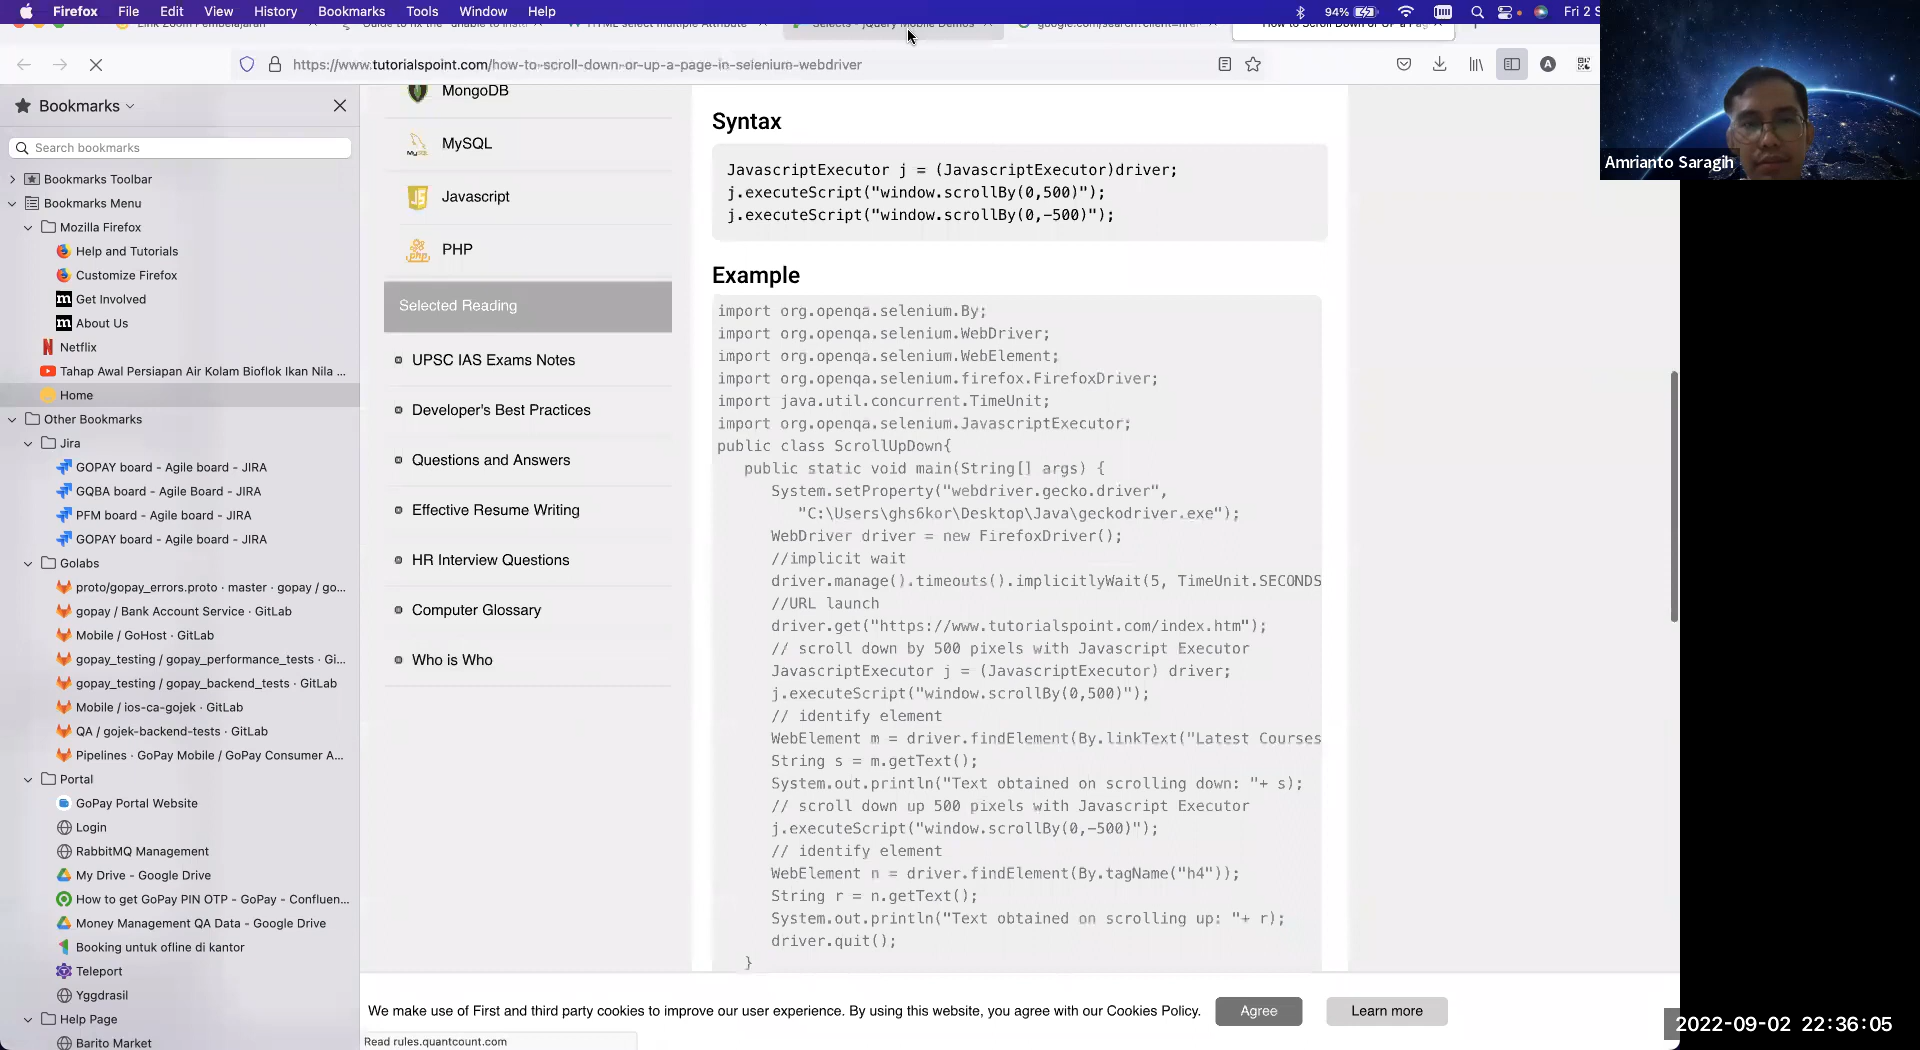 Firefox File Edit View History Bookmarks Tools Window Help 94% Fri 2 S
Link Zoom Pembelajaran
HTML select multiple Attribute
Selects - jQuery Mobile Demos
How to Scroll Down or UP a Pag
https://www.tutorialspoint.com/how-to-scroll-down-or-up-a-page-in-selenium-webdriver
Bookmarks
Search bookmarks
Bookmarks Toolbar
Bookmarks Menu
Mozilla Firefox
Help and Tutorials
Customize Firefox
Get Involved
About Us
Netflix
Tahap Awal Persiapan Air Kolam Bioflok Ikan Nila ...
Home
Other Bookmarks
Jira
GOPAY board - Agile board - JIRA
GQBA board - Agile Board - JIRA
PFM board - Agile board - JIRA
GOPAY board - Agile board - JIRA
Golabs
proto/gopay_errors.proto · master · gopay / go...
gopay / Bank Account Service · GitLab
Mobile / GoHost · GitLab
gopay_testing / gopay_performance_tests · Gi...
gopay_testing / gopay_backend_tests · GitLab
Mobile / ios-ca-gojek · GitLab
QA / gojek-backend-tests · GitLab
Pipelines · GoPay Mobile / GoPay Consumer A...
Portal
GoPay Portal Website
Login
RabbitMQ Management
My Drive - Google Drive
How to get GoPay PIN OTP - GoPay - Confluen...
Money Management QA Data - Google Drive
Booking untuk ofline di kantor
Teleport
Yggdrasil
Help Page
Barito Market
MongoDB
MySQL
Javascript
PHP
Selected Reading
UPSC IAS Exams Notes
Developer's Best Practices
Questions and Answers
Effective Resume Writing
HR Interview Questions
Computer Glossary
Who is Who
Syntax
JavascriptExecutor j = (JavascriptExecutor)driver;
j.executeScript("window.scrollBy(0,500)");
j.executeScript("window.scrollBy(0,-500)");
Example
import org.openqa.selenium.By;
import org.openqa.selenium.WebDriver;
import org.openqa.selenium.WebElement;
import org.openqa.selenium.firefox.FirefoxDriver;
import java.util.concurrent.TimeUnit;
import org.openqa.selenium.JavascriptExecutor;
public class ScrollUpDown{
public static void main(String[] args) {
System.setProperty("webdriver.gecko.driver",
"C:\Users\ghs6kor\Desktop\Java\geckodriver.exe");
WebDriver driver = new FirefoxDriver();
//implicit wait
driver.manage().timeouts().implicitlyWait(5, TimeUnit.SECONDS
//URL launch
driver.get("https://www.tutorialspoint.com/index.htm");
// scroll down by 500 pixels with Javascript Executor
JavascriptExecutor j = (JavascriptExecutor) driver;
j.executeScript("window.scrollBy(0,500)");
// identify element
WebElement m = driver.findElement(By.linkText("Latest Courses
String s = m.getText();
System.out.println("Text obtained on scrolling down: "+ s);
// scroll down up 500 pixels with Javascript Executor
j.executeScript("window.scrollBy(0,-500)");
// identify element
WebElement n = driver.findElement(By.tagName("h4"));
String r = n.getText();
System.out.println("Text obtained on scrolling up: "+ r);
driver.quit();
}
We make use of First and third party cookies to improve our user experience. By using this website, you agree with our Cookies Policy. Agree Learn more
Read rules.quantcount.com
Amrianto Saragih
2022-09-02 22:36:05